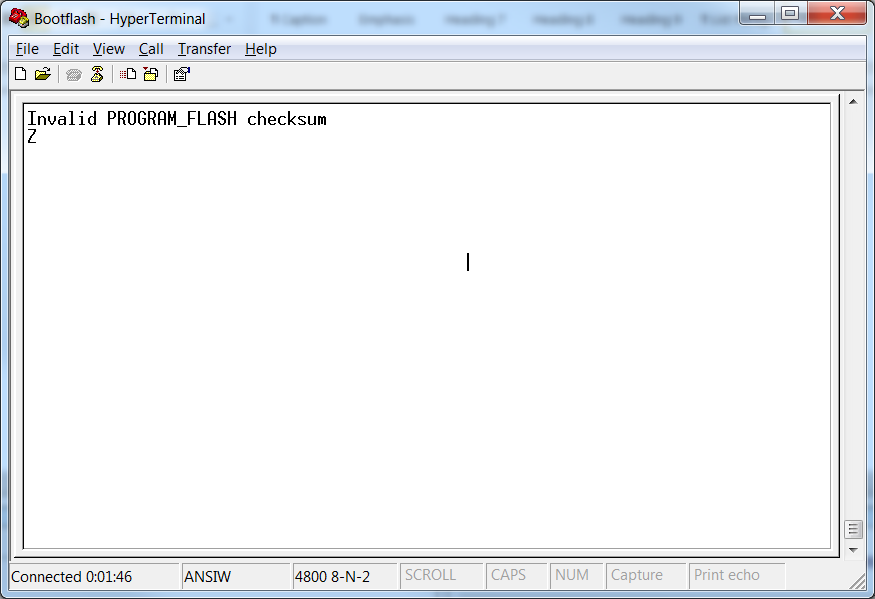 Bootflash - HyperTerminal
File Edit View Call Transfer Help
Invalid PROGRAM_FLASH checksum
Z
Connected 0:01:46 ANSIW 4800 8-N-2 SCROLL CAPS NUM Capture Print echo